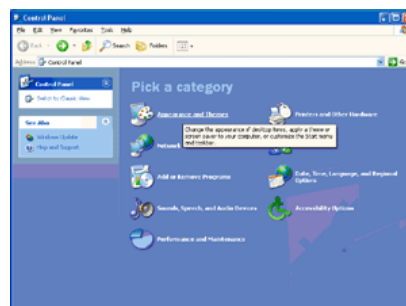 Control Panel
File Edit View Favorites Tools Help
Back Search Folders
Address Control Panel Go
Control Panel
Switch to Classic View
See Also
Windows Update
Help and Support
Pick a category
Appearance and Themes
Printers and Other Hardware
Change the appearance of desktop items, apply a theme or
screen saver to your computer, or customize the Start menu
and taskbar.
Network
Add or Remove Programs
Date, Time, Language, and Regional
Options
Sounds, Speech, and Audio Devices
Accessibility Options
Performance and Maintenance